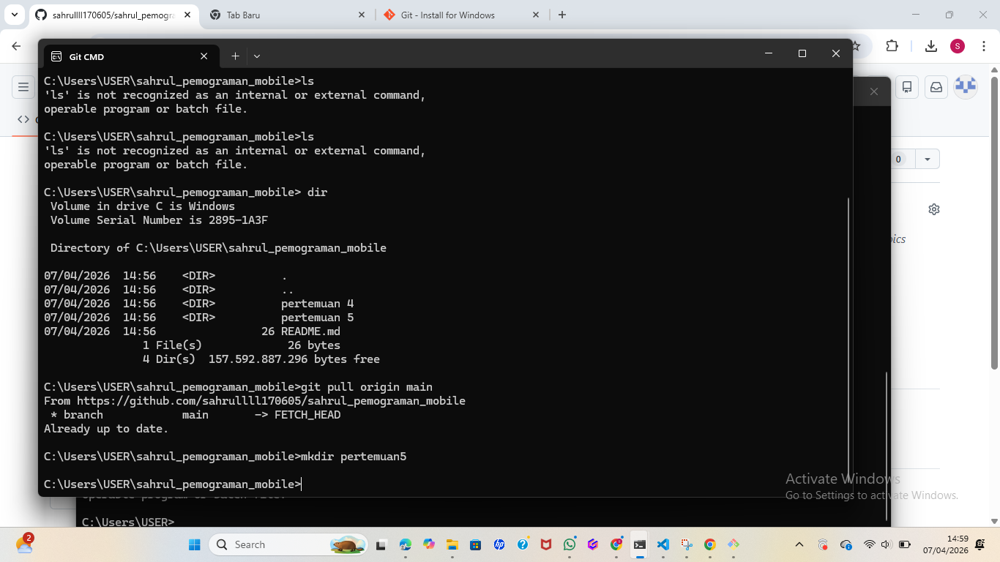 sahrullll170605/sahrul_pemogra
Tab Baru
Git - Install for Windows
S
Git CMD
C:\Users\USER\sahrul_pemograman_mobile>ls
'ls' is not recognized as an internal or external command,
operable program or batch file.
C:\Users\USER\sahrul_pemograman_mobile>ls
'ls' is not recognized as an internal or external command,
operable program or batch file.
C:\Users\USER\sahrul_pemograman_mobile> dir
Volume in drive C is Windows
Volume Serial Number is 2895-1A3F
Directory of C:\Users\USER\sahrul_pemograman_mobile
07/04/2026  14:56    <DIR>          .
07/04/2026  14:56    <DIR>          ..
07/04/2026  14:56    <DIR>          pertemuan 4
07/04/2026  14:56    <DIR>          pertemuan 5
07/04/2026  14:56                26 README.md
1 File(s)             26 bytes
4 Dir(s)  157.592.887.296 bytes free
C:\Users\USER\sahrul_pemograman_mobile>git pull origin main
From https://github.com/sahrullll170605/sahrul_pemograman_mobile
* branch            main       -> FETCH_HEAD
Already up to date.
C:\Users\USER\sahrul_pemograman_mobile>mkdir pertemuan5
C:\Users\USER\sahrul_pemograman_mobile>
0
pics
operable program or batch file.
C:\Users\USER>
Activate Windows
Go to Settings to activate Windows.
2
Search
14:59
07/04/2026